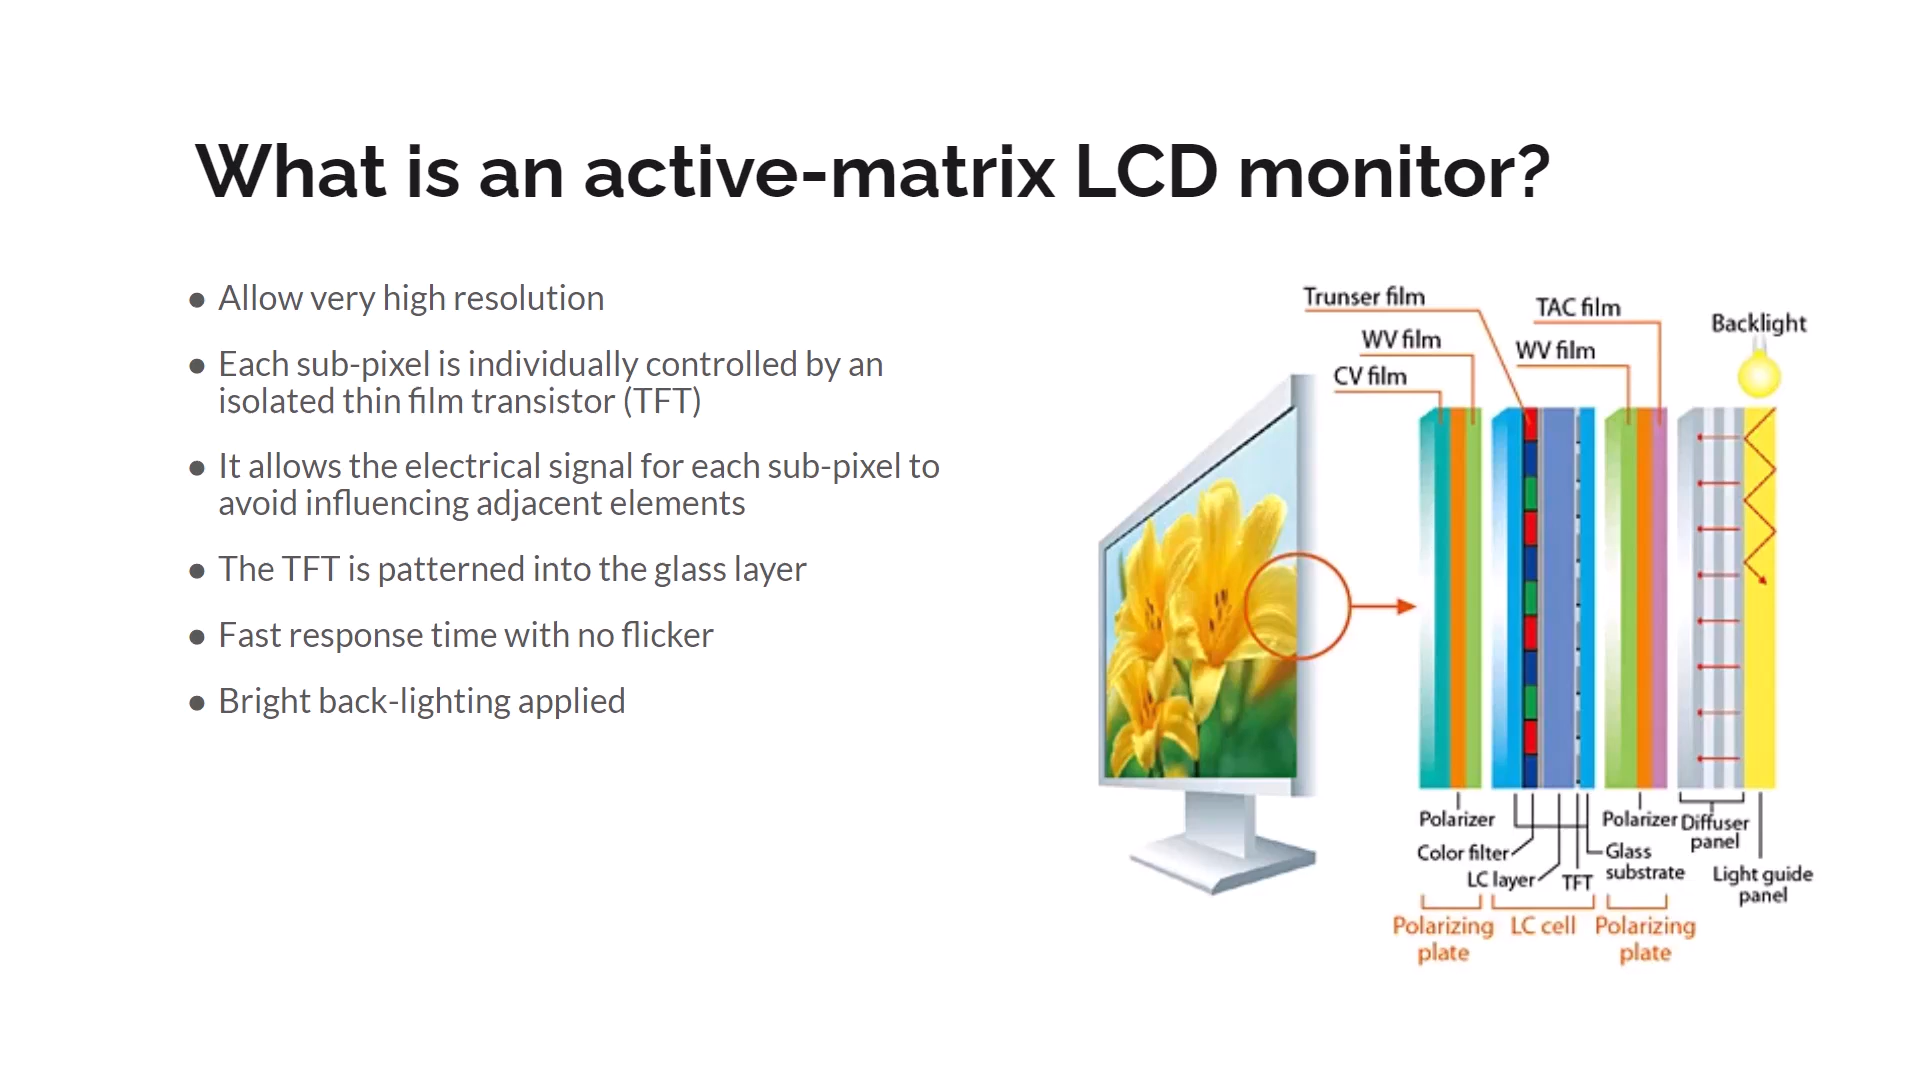 What is an active-matrix LCD monitor?
● Allow very high resolution
● Each sub-pixel is individually controlled by an
isolated thin film transistor (TFT)
● It allows the electrical signal for each sub-pixel to
avoid influencing adjacent elements
● The TFT is patterned into the glass layer
● Fast response time with no flicker
● Bright back-lighting applied
Trunser film
WV film
CV film
TAC film
WV film
Backlight
Polarizer
Color filter
LC layer
TFT
Glass
substrate
Polarizer
Diffuser
panel
Light guide
panel
Polarizing
plate
LC cell
Polarizing
plate